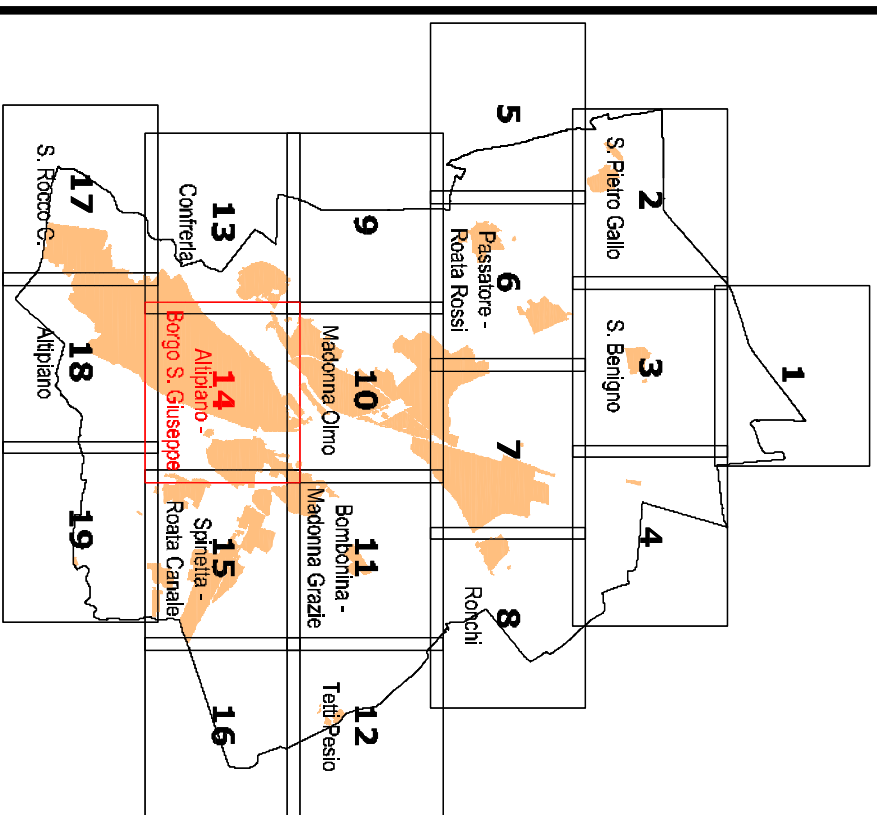 1
2
S. Pietro Gallo
3
S. Benigno
4
5
6
Passatore -
Roata Rossi
7
8
Ronchi
9
10
Madonna Olmo
11
Bombonina -
Madonna Grazie
12
Tetti Pesio
13
Confreria
14
Altipiano -
Borgo S. Giuseppe
15
Spinetta -
Roata Canale
16
17
S. Rocco C.
18
Altipiano
19